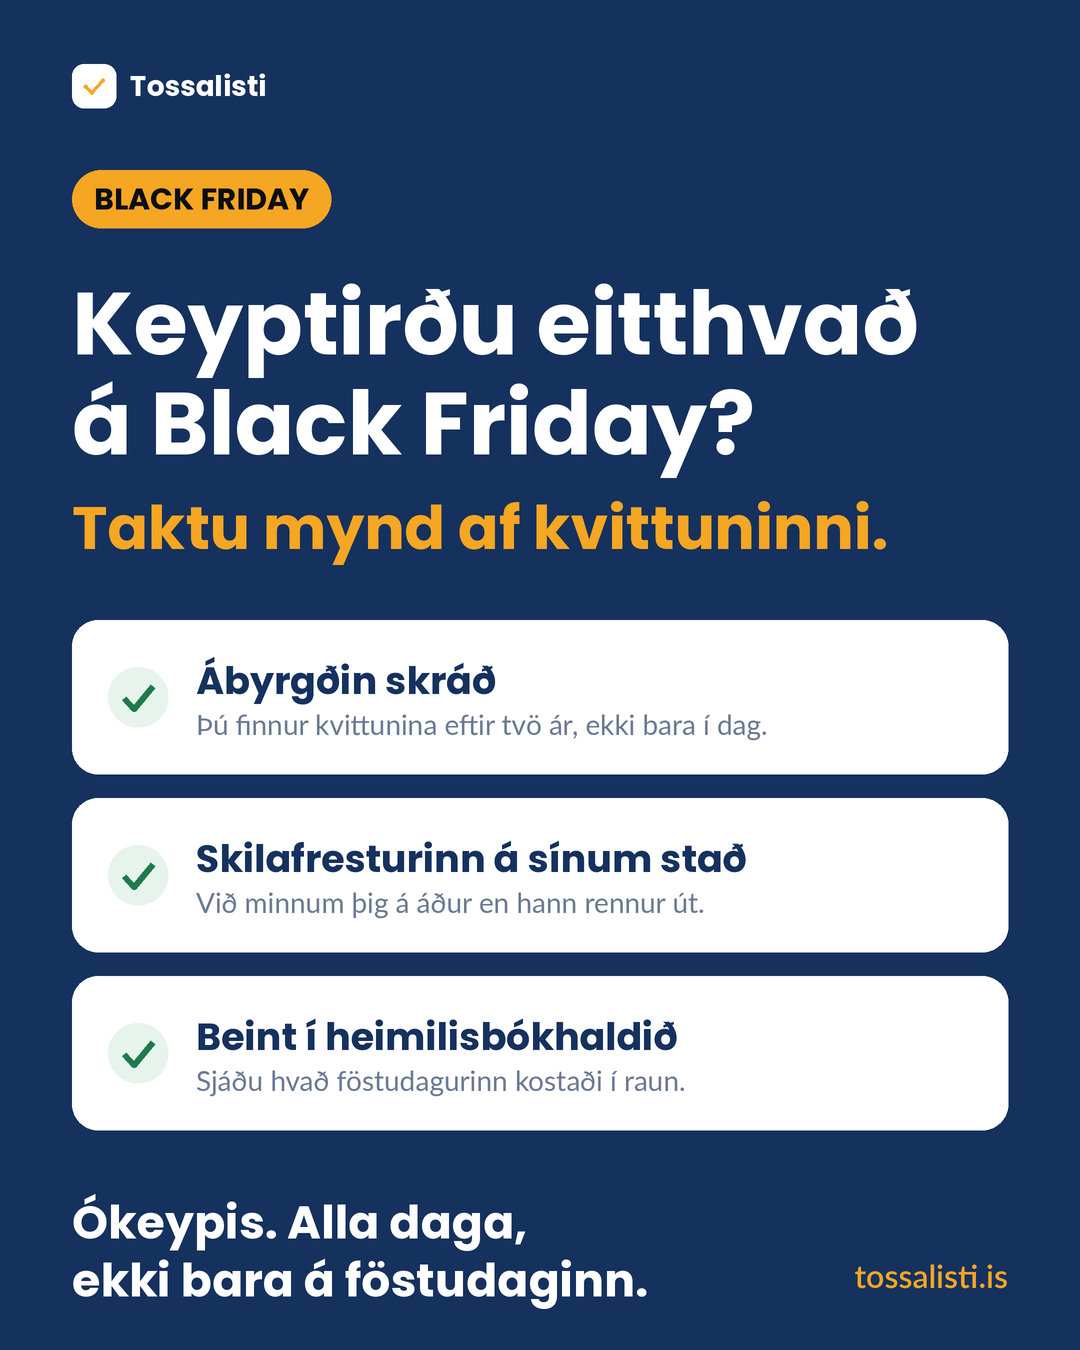 Tossalisti
BLACK FRIDAY
Keyptirðu eitthvað
á Black Friday?
Taktu mynd af kvittuninni.
Ábyrgðin skráð
Þú finnur kvittunina eftir tvö ár, ekki bara í dag.
Skilafresturinn á sínum stað
Við minnum þig á áður en hann rennur út.
Beint í heimilisbókhaldið
Sjáðu hvað föstudagurinn kostaði í raun.
Ókeypis. Alla daga,
ekki bara á föstudaginn.
tossalisti.is